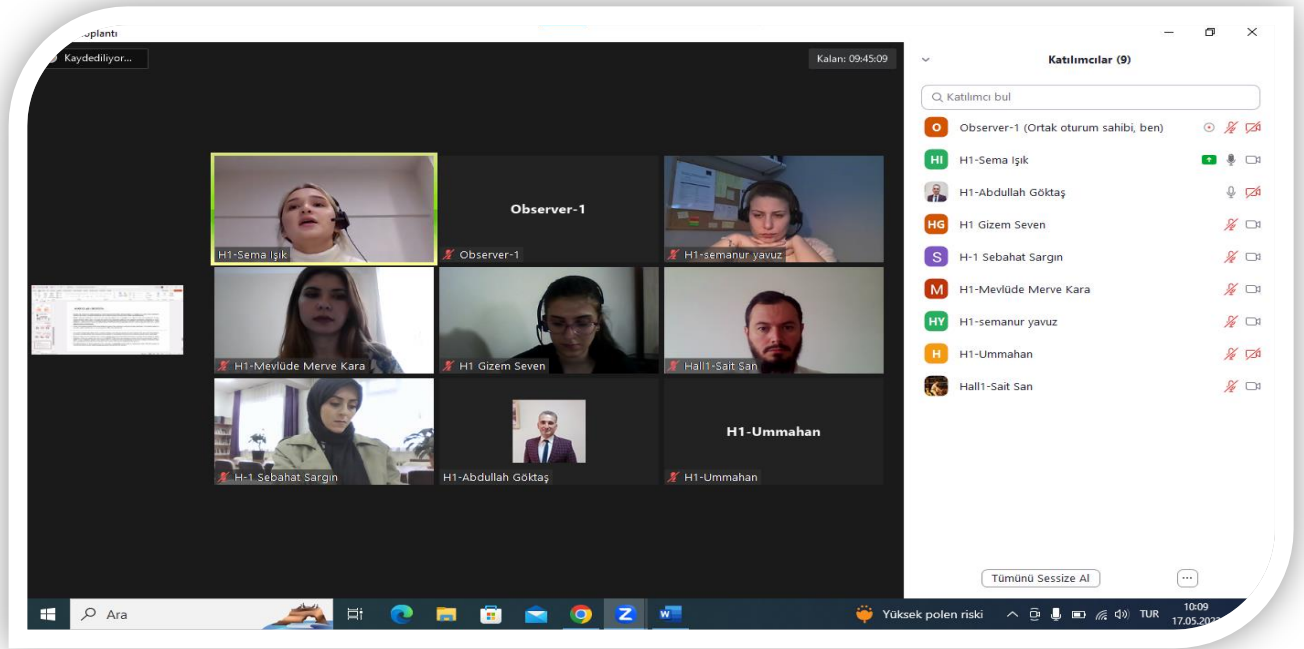 Kaydediliyor...
Kalan: 09:45:09
Katılımcılar (9)
Katılımcı bul
Observer-1 (Ortak oturum sahibi, ben)
HI H1-Sema Işık
H1-Abdullah Göktaş
HG H1 Gizem Seven
S H-1 Sebahat Sargın
M H1-Mevlüde Merve Kara
HY H1-semanur yavuz
H H1-Ummahan
Hall1-Sait San
Tümünü Sessize Al
H1-Sema Işık
Observer-1
Observer-1
H1-semanur yavuz
H1-Mevlüde Merve Kara
H1 Gizem Seven
Hall1-Sait San
H-1 Sebahat Sargın
H1-Abdullah Göktaş
H1-Ummahan
H1-Ummahan
Ara
Yüksek polen riski
TUR
10:09